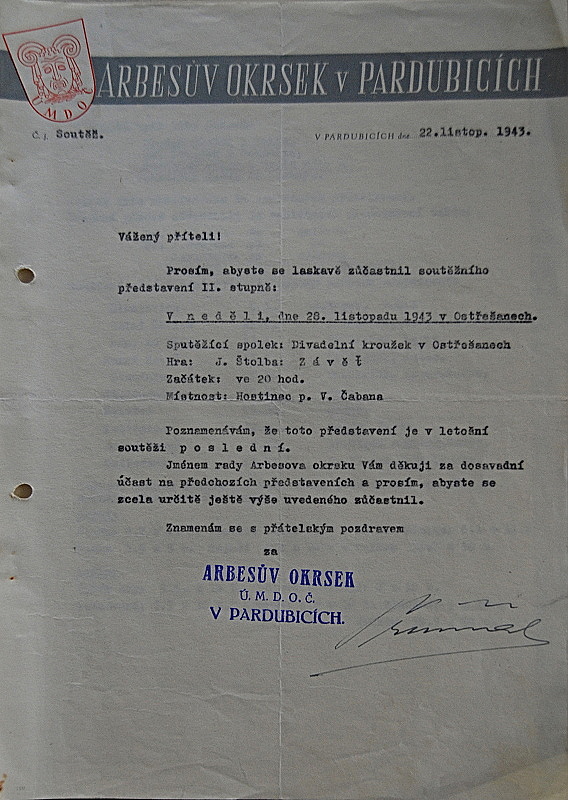 MDO
ARBESŮV OKRSEK V PARDUBICÍCH
Č. j. Soutěž.
V PARDUBICÍCH dne 22.listop. 1943.
Vážený příteli!
Prosím, abyste se laskavě zúčastnil soutěžního
představení II. stupně:
V neděli, dne 28. listopadu 1943 v Ostřešanech.
Soutěžící spolek: Divadelní kroužek v Ostřešanech
Hra: J. Štolba: Z á v ě t
Začátek: ve 20 hod.
Místnost: Hostinec p. V. Čabana
Poznamenávám, že toto představení je v letošní
soutěži p o s l e d n í.
Jménem rady Arbesova okrsku Vám děkuji za dosavadní
účast na předchozích představeních a prosím, abyste se
zcela určitě ještě výše uvedeného zúčastnil.
Znamenám se s přátelským pozdravem
za
ARBESŮV OKRSEK
Ú. M. D. O. Č.
V PARDUBICÍCH.